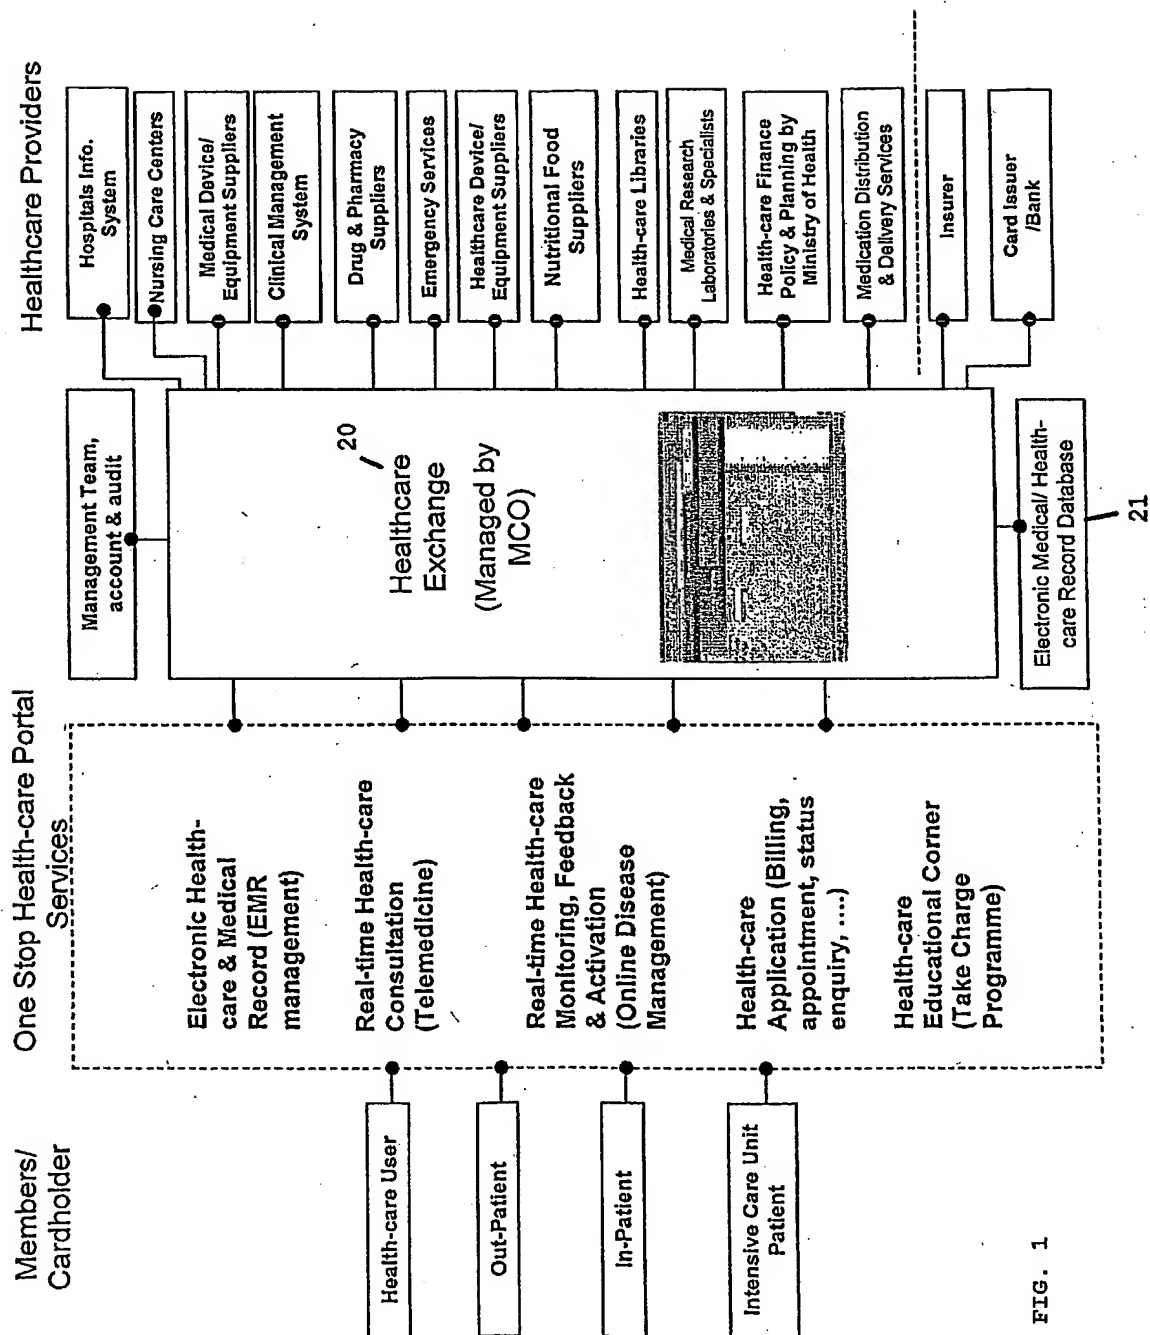 Members/
Cardholder
Health-care User
Out-Patient
In-Patient
Intensive Care Unit
Patient
One Stop Health-care Portal
Services
Electronic Health-
care & Medical
Record (EMR
management)
Real-time Health-care
Consultation
(Telemedicine)
Real-time Health-care
Monitoring, Feedback
& Activation
(Online Disease
Management)
Health-care
Application (Billing,
appointment, status
enquiry, ....)
Health-care
Educational Corner
(Take Charge
Programme)
Management Team,
account & audit
20
Healthcare
Exchange
(Managed by
MCO)
Electronic Medical/ Health-
care Record Database
21
Healthcare Providers
Hospitals Info.
System
Nursing Care Centers
Medical Device/
Equipment Suppliers
Clinical Management
System
Drug & Pharmacy
Suppliers
Emergency Services
Healthcare Device/
Equipment Suppliers
Nutritional Food
Suppliers
Health-care Libraries
Medical Research
Laboratories & Specialists
Health-care Finance
Policy & Planning by
Ministry of Health
Medication Distribution
& Delivery Services
Insurer
Card Issuer
/Bank
FIG. 1